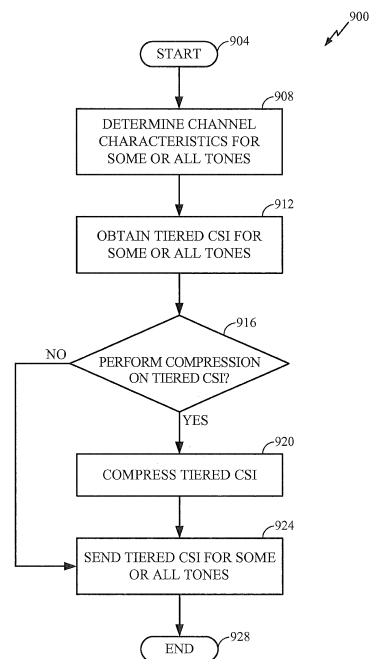 900
START
904
908
DETERMINE CHANNEL
CHARACTERISTICS FOR
SOME OR ALL TONES
912
OBTAIN TIERED CSI FOR
SOME OR ALL TONES
916
NO
PERFORM COMPRESSION
ON TIERED CSI?
YES
920
COMPRESS TIERED CSI
924
SEND TIERED CSI FOR SOME
OR ALL TONES
END
928